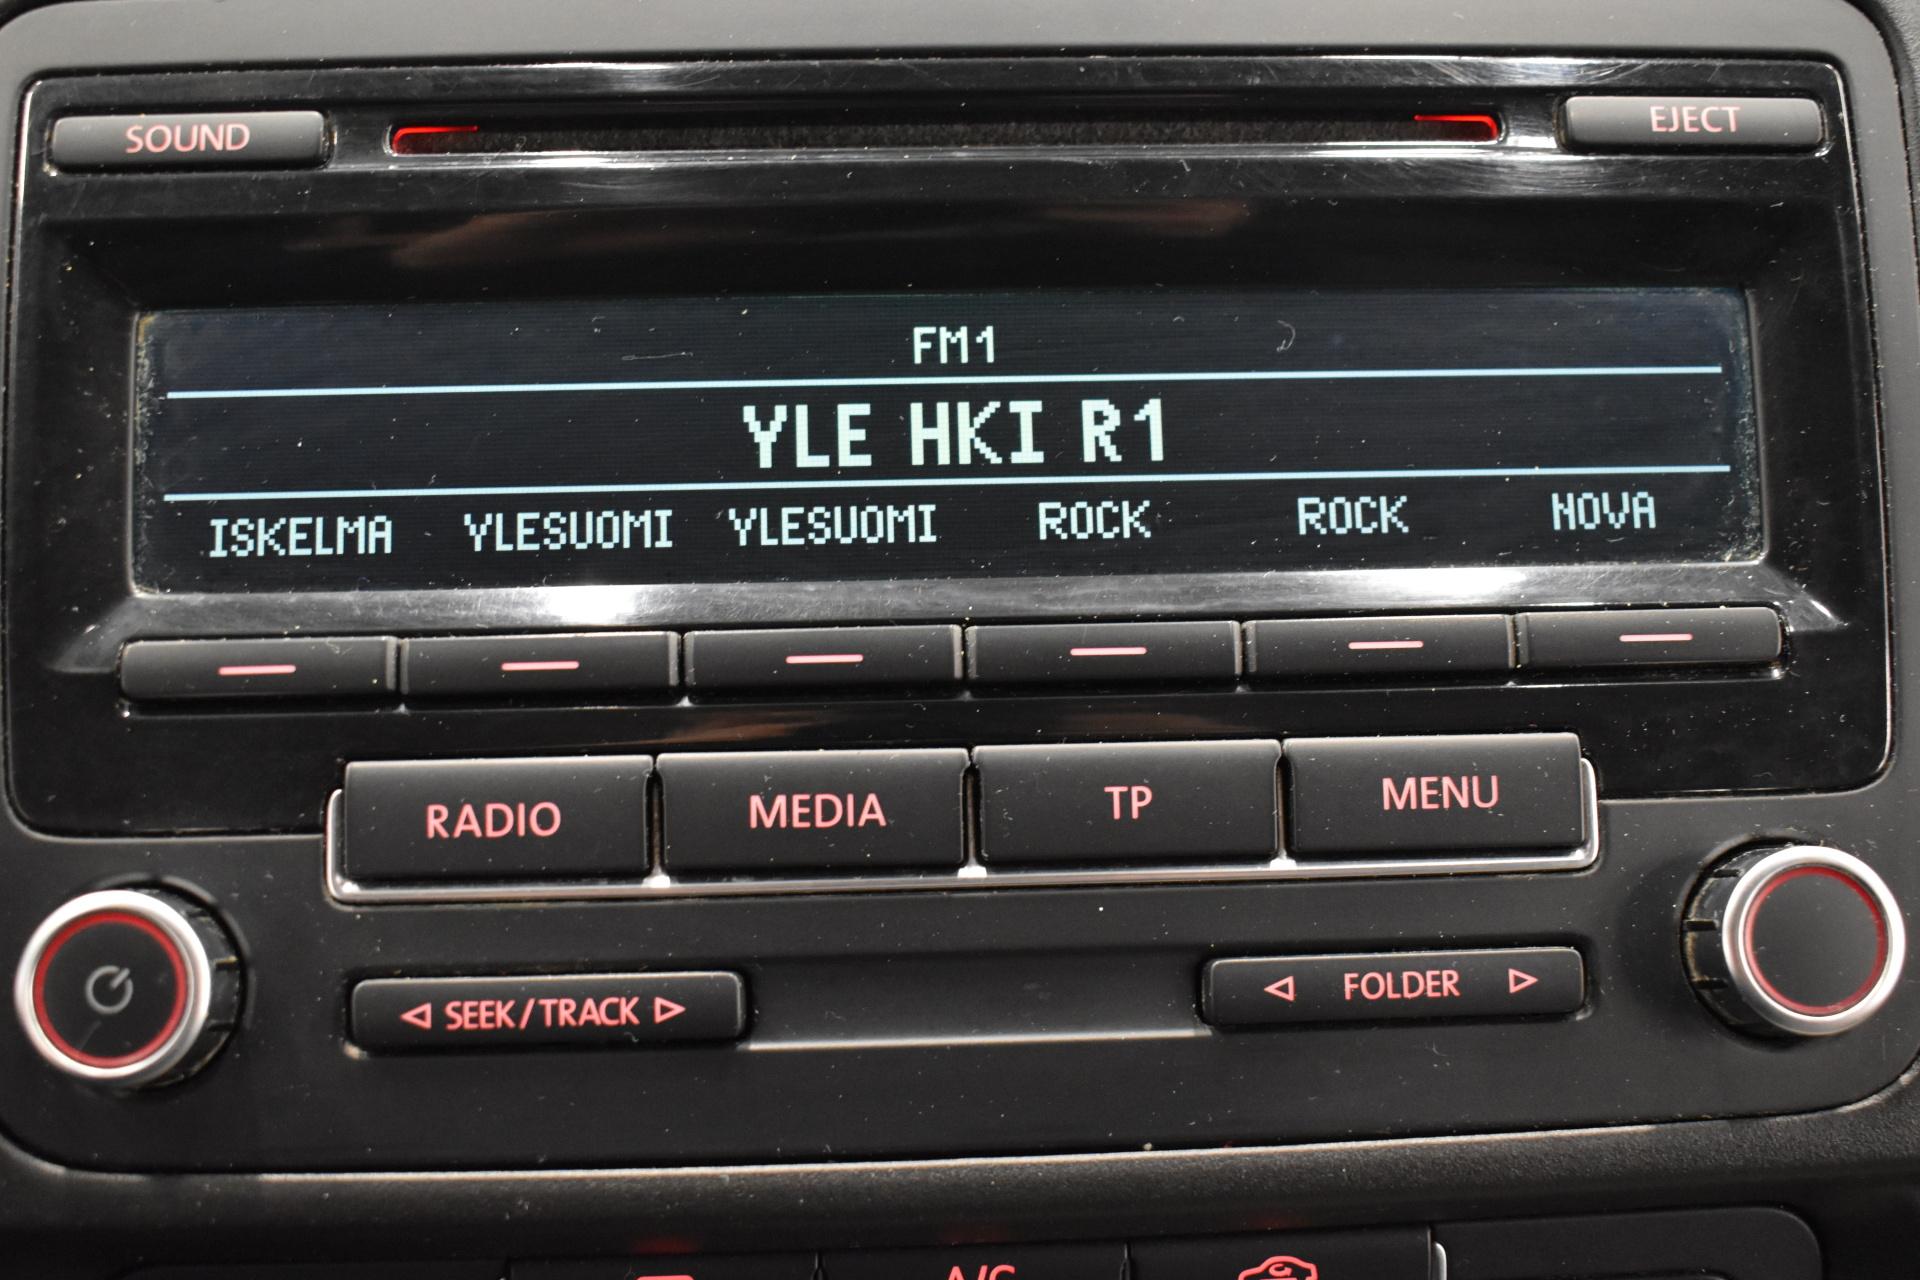 SOUND EJECT
FM1
YLE HKI R1
ISKELMA YLESUOMI YLESUOMI ROCK ROCK NOVA
RADIO MEDIA TP MENU
SEEK/TRACK FOLDER
A/C